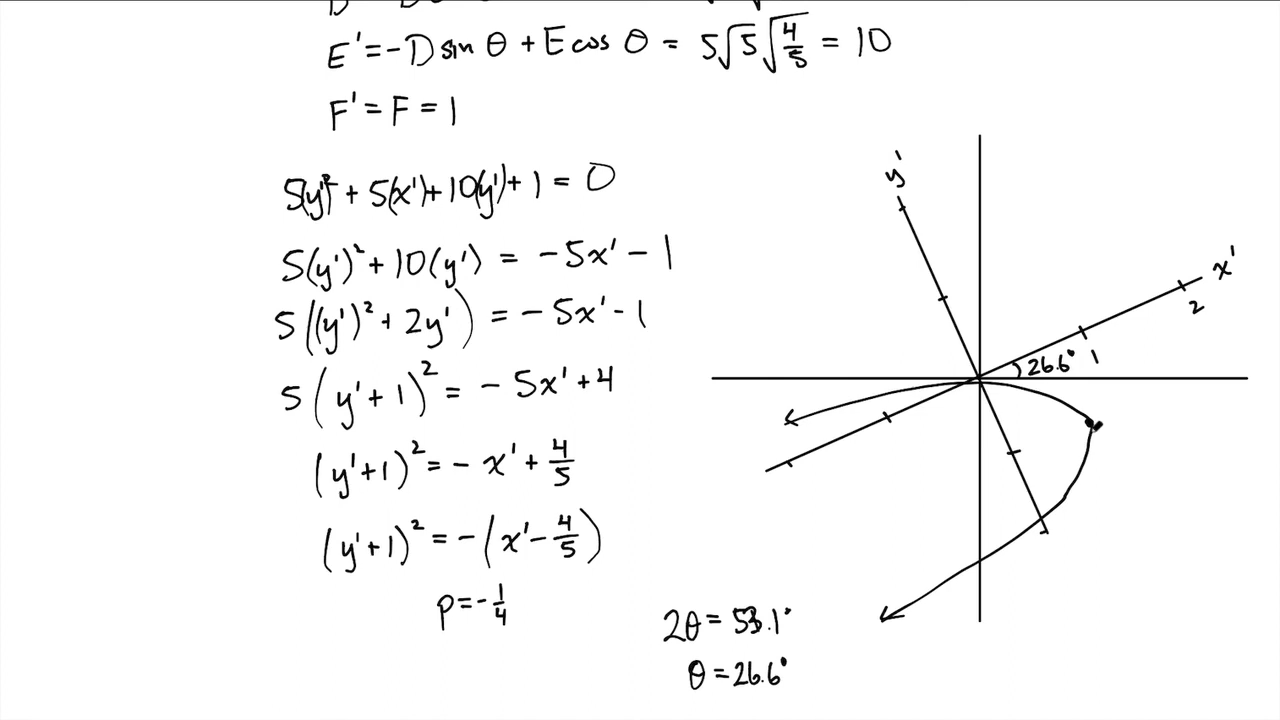 E' = -D sin θ + E cos θ = 5√5 √(4/5) = 10
F' = F = 1
5(y')² + 5(x') + 10(y') + 1 = 0
5(y')² + 10(y') = -5x' - 1
5((y')² + 2y') = -5x' - 1
5(y' + 1)² = -5x' + 4
(y' + 1)² = -x' + 4/5
(y' + 1)² = -(x' - 4/5)
p = -1/4
y'
x'
2
1
26.6°
2θ = 53.1°
θ = 26.6°